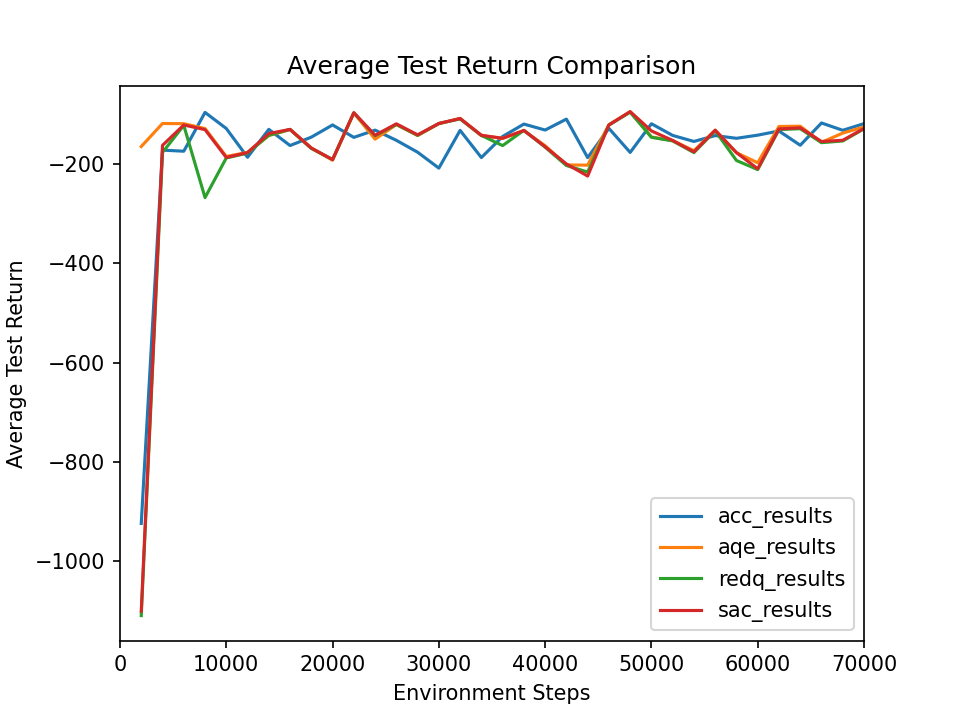 Average Test Return Comparison
Average Test Return
−200
−400
−600
−800
−1000
acc_results
aqe_results
redq_results
sac_results
0 10000 20000 30000 40000 50000 60000 70000
Environment Steps